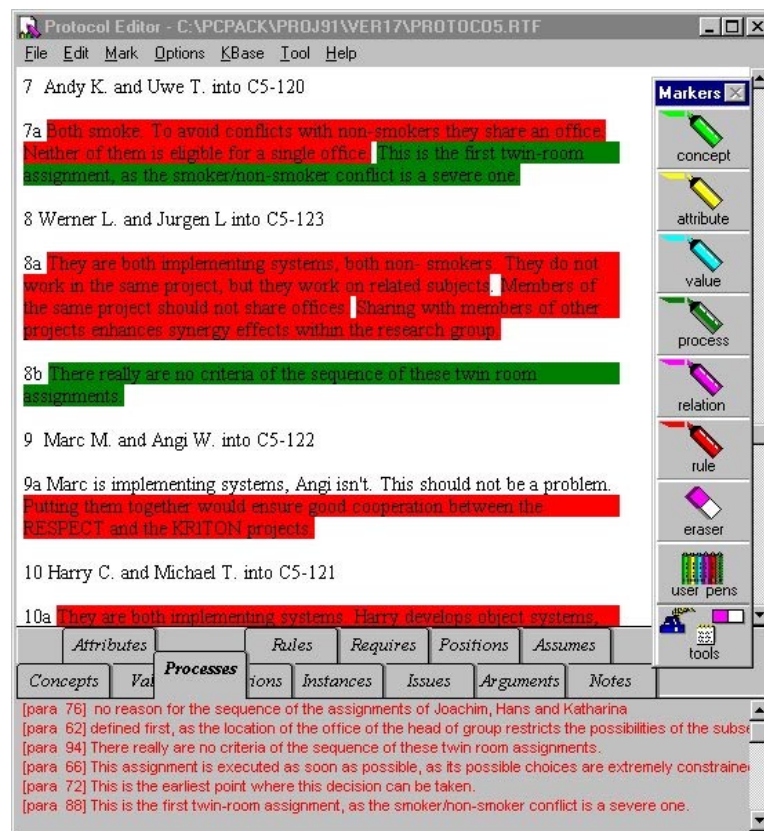 Protocol Editor - C:\PCPACK\PROJ91\VER17\PROTOCO5.RTF
File Edit Mark Options KBase Tool Help
7 Andy K. and Uwe T. into C5-120
7a Both smoke. To avoid conflicts with non-smokers they share an office.
Neither of them is eligible for a single office. This is the first twin-room
assignment, as the smoker/non-smoker conflict is a severe one.
8 Werner L. and Jurgen L into C5-123
8a They are both implementing systems, both non- smokers. They do not
work in the same project, but they work on related subjects. Members of
the same project should not share offices. Sharing with members of other
projects enhances synergy effects within the research group.
8b There really are no criteria of the sequence of these twin room
assignments.
9 Marc M. and Angi W. into C5-122
9a Marc is implementing systems, Angi isn't. This should not be a problem.
Putting them together would ensure good cooperation between the
RESPECT and the KRITON projects.
10 Harry C. and Michael T. into C5-121
10a They are both implementing systems. Harry develops object systems,
Markers
concept
attribute
value
process
relation
rule
eraser
user pens
tools
Attributes Rules Requires Positions Assumes
Concepts Val Processes ions Instances Issues Arguments Notes
[para 76] no reason for the sequence of the assignments of Joachim, Hans and Katharina
[para 62] defined first, as the location of the office of the head of group restricts the possibilities of the subse
[para 94] There really are no criteria of the sequence of these twin room assignments.
[para 66] This assignment is executed as soon as possible, as its possible choices are extremely constraine
[para 72] This is the earliest point where this decision can be taken.
[para 88] This is the first twin-room assignment, as the smoker/non-smoker conflict is a severe one.